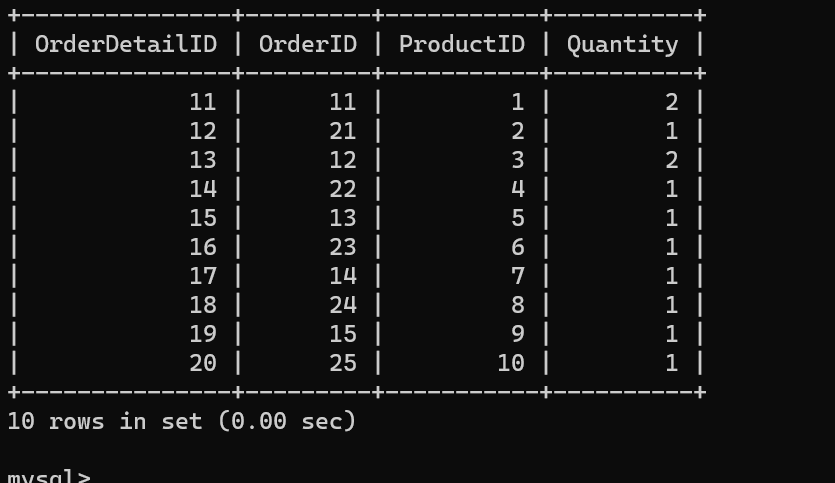 +---------------+---------+-----------+----------+
| OrderDetailID | OrderID | ProductID | Quantity |
+---------------+---------+-----------+----------+
|            11 |      11 |         1 |        2 |
|            12 |      21 |         2 |        1 |
|            13 |      12 |         3 |        2 |
|            14 |      22 |         4 |        1 |
|            15 |      13 |         5 |        1 |
|            16 |      23 |         6 |        1 |
|            17 |      14 |         7 |        1 |
|            18 |      24 |         8 |        1 |
|            19 |      15 |         9 |        1 |
|            20 |      25 |        10 |        1 |
+---------------+---------+-----------+----------+
10 rows in set (0.00 sec)
mysql>